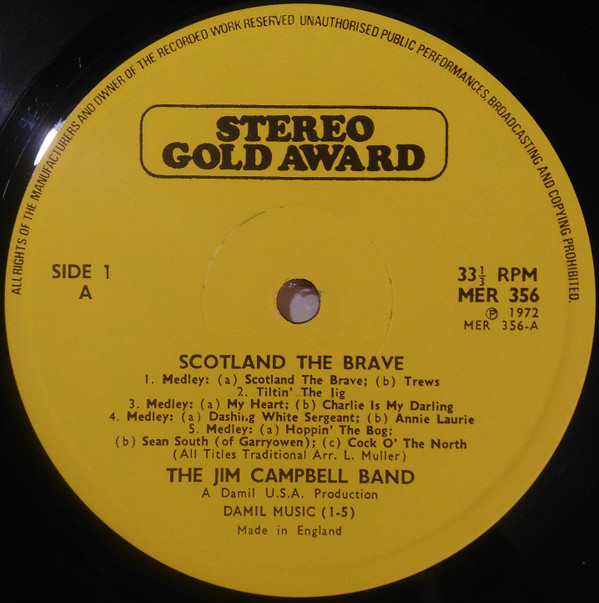 ALL RIGHTS OF THE MANUFACTURERS AND OWNER OF THE RECORDED WORK RESERVED. UNAUTHORISED PUBLIC PERFORMANCES, BROADCASTING AND COPYING PROHIBITED.
STEREO
GOLD AWARD
SIDE 1
A
33⅓ RPM
MER 356
℗ 1972
MER 356-A
SCOTLAND THE BRAVE
1. Medley: (a) Scotland The Brave; (b) Trews
2. Tiltin' The Jig
3. Medley: (a) My Heart; (b) Charlie Is My Darling
4. Medley: (a) Dashing White Sergeant; (b) Annie Laurie
5. Medley: (a) Hoppin' The Bog;
(b) Sean South (of Garryowen); (c) Cock O' The North
(All Titles Traditional Arr. L. Muller)
THE JIM CAMPBELL BAND
A Damil U.S.A. Production
DAMIL MUSIC (1-5)
Made in England